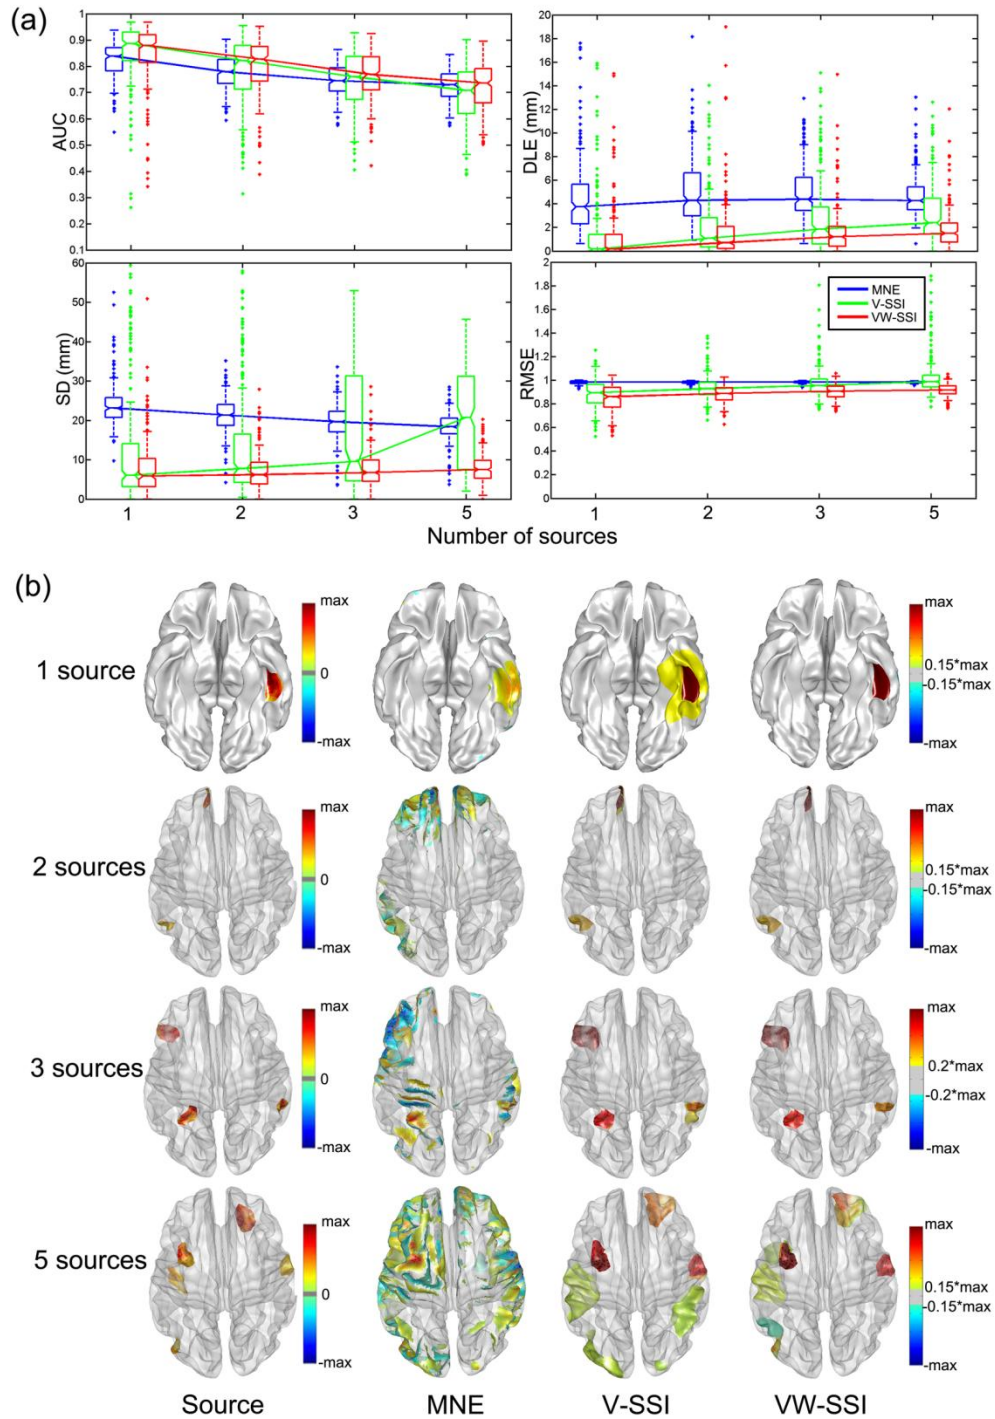 (a)
1
0.9
0.8
0.7
0.6
0.5
0.4
0.3
0.2
0.1
AUC
20
18
16
14
12
10
8
6
4
2
0
DLE (mm)
60
50
40
30
20
10
0
SD (mm)
1 2 3 5
2
1.8
1.6
1.4
1.2
1
0.8
0.6
0.4
0.2
0
RMSE
MNE
V-SSI
VW-SSI
1 2 3 5
Number of sources
(b)
1 source
max
0
-max
max
0.15*max
-0.15*max
-max
2 sources
max
0
-max
max
0.15*max
-0.15*max
-max
3 sources
max
0
-max
max
0.2*max
-0.2*max
-max
5 sources
max
0
-max
max
0.15*max
-0.15*max
-max
Source MNE V-SSI VW-SSI